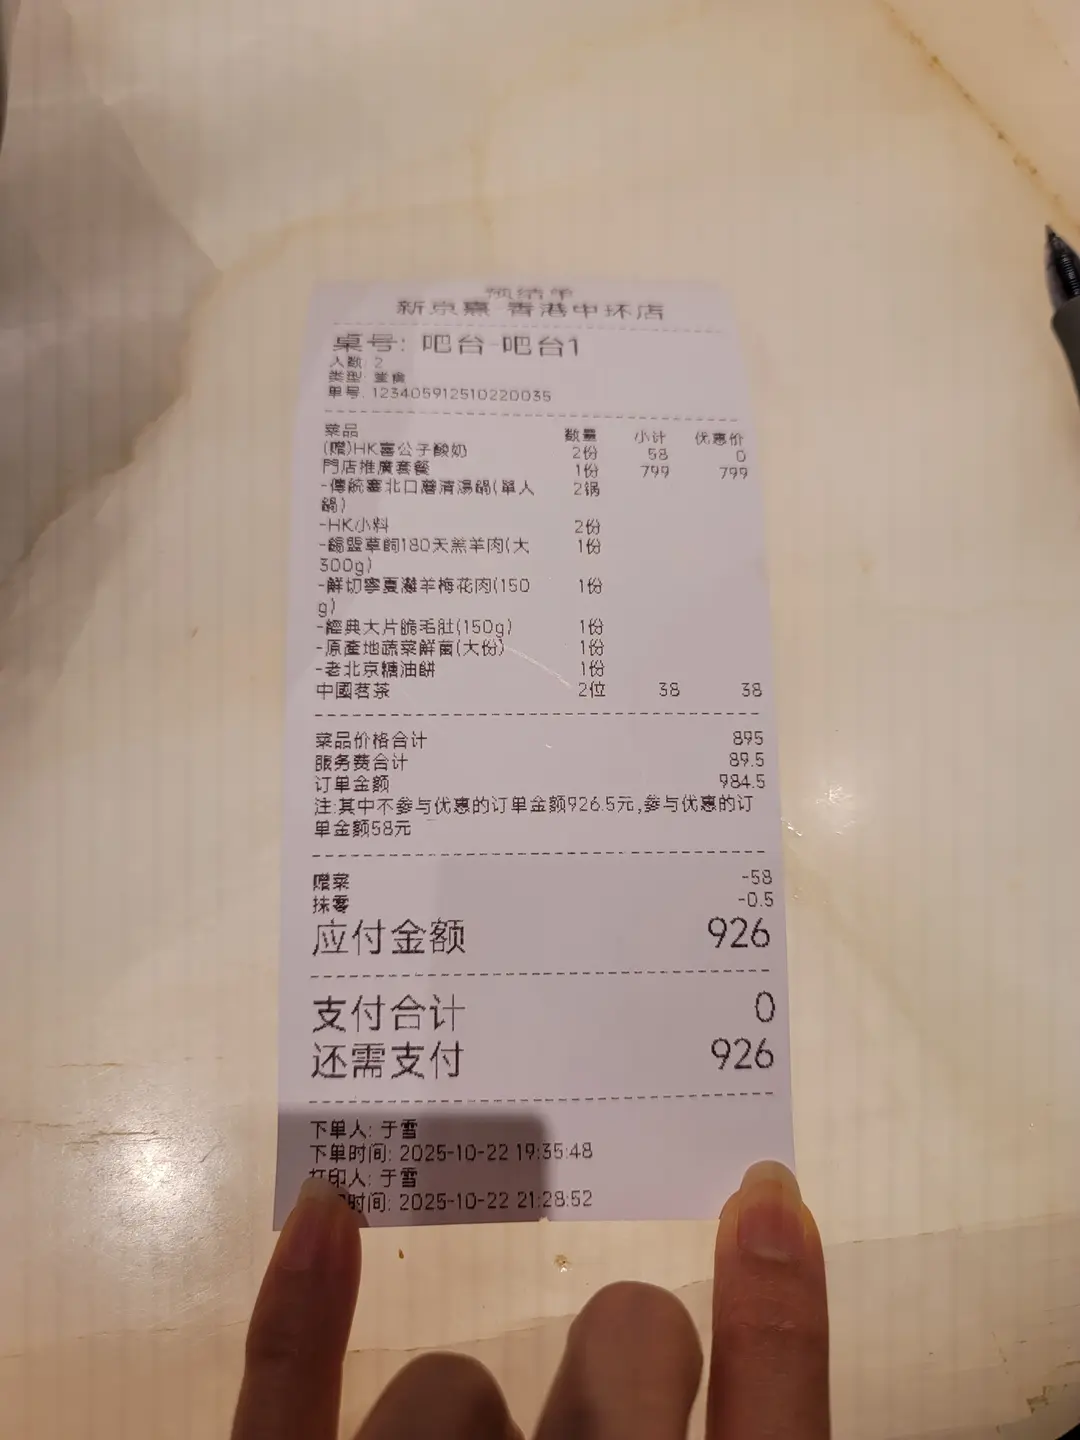 预结单
新京熹-香港中环店
桌号: 吧台-吧台1
人数: 2
类型: 堂食
单号: 123405912510220035
菜品 数量 小计 优惠价
(赠)HK塞公子酸奶 2份 58 0
門店推廣套餐 1份 799 799
-傳統塞北口蘑清湯鍋(單人 2锅
鍋)
-HK小料 2份
-錫盟草飼180天羔羊肉(大 1份
300g)
-鮮切寧夏灘羊梅花肉(150 1份
g)
-經典大片脆毛肚(150g) 1份
-原產地蔬菜鮮菌(大份) 1份
-老北京糖油餅 1份
中國茗茶 2位 38 38
菜品价格合计 895
服务费合计 89.5
订单金额 984.5
注:其中不参与优惠的订单金额926.5元,参与优惠的订
单金额58元
赠菜 -58
抹零 -0.5
应付金额 926
支付合计 0
还需支付 926
下单人: 于雪
下单时间: 2025-10-22 19:35:48
打印人: 于雪
时间: 2025-10-22 21:28:52